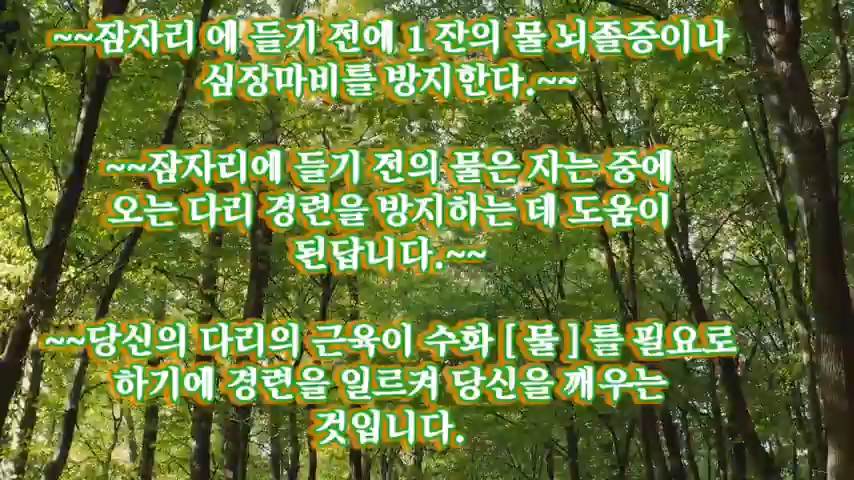 ~~잠자리 에 들기 전에 1 잔의 물 뇌졸증이나
심장마비를 방지한다.~~
~~잠자리에 들기 전의 물은 자는 중에
오는 다리 경련을 방지하는 데 도움이
된답니다.~~
~~당신의 다리의 근육이 수화 [ 물 ] 를 필요로
하기에 경련을 일르켜 당신을 깨우는
것입니다.